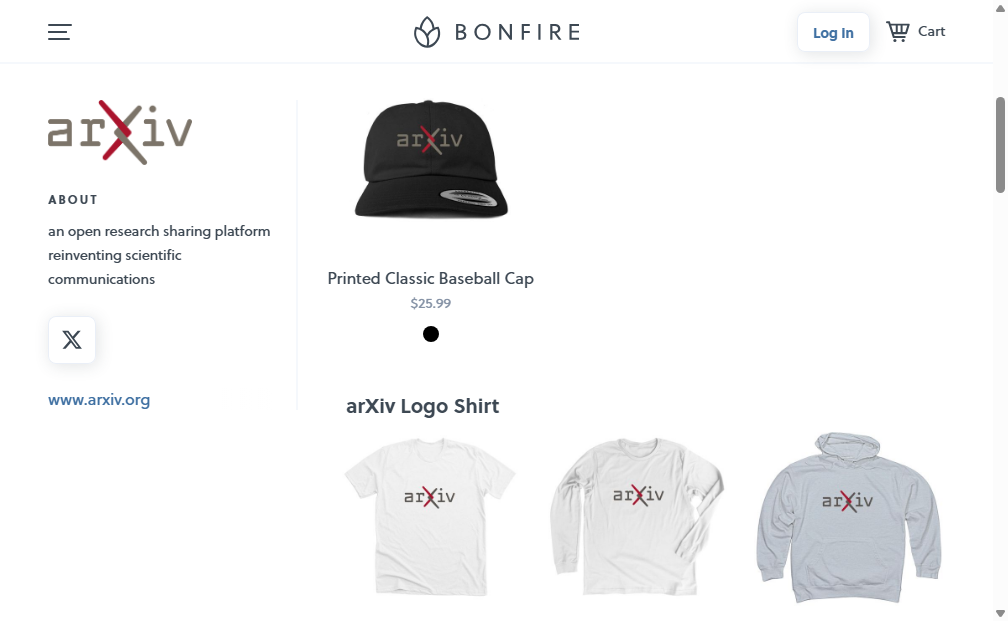 BONFIRE
Log In
Cart
arXiv
ABOUT
an open research sharing platform
reinventing scientific
communications
www.arxiv.org
arXiv
Printed Classic Baseball Cap
$25.99
arXiv Logo Shirt
arXiv
arXiv
arXiv